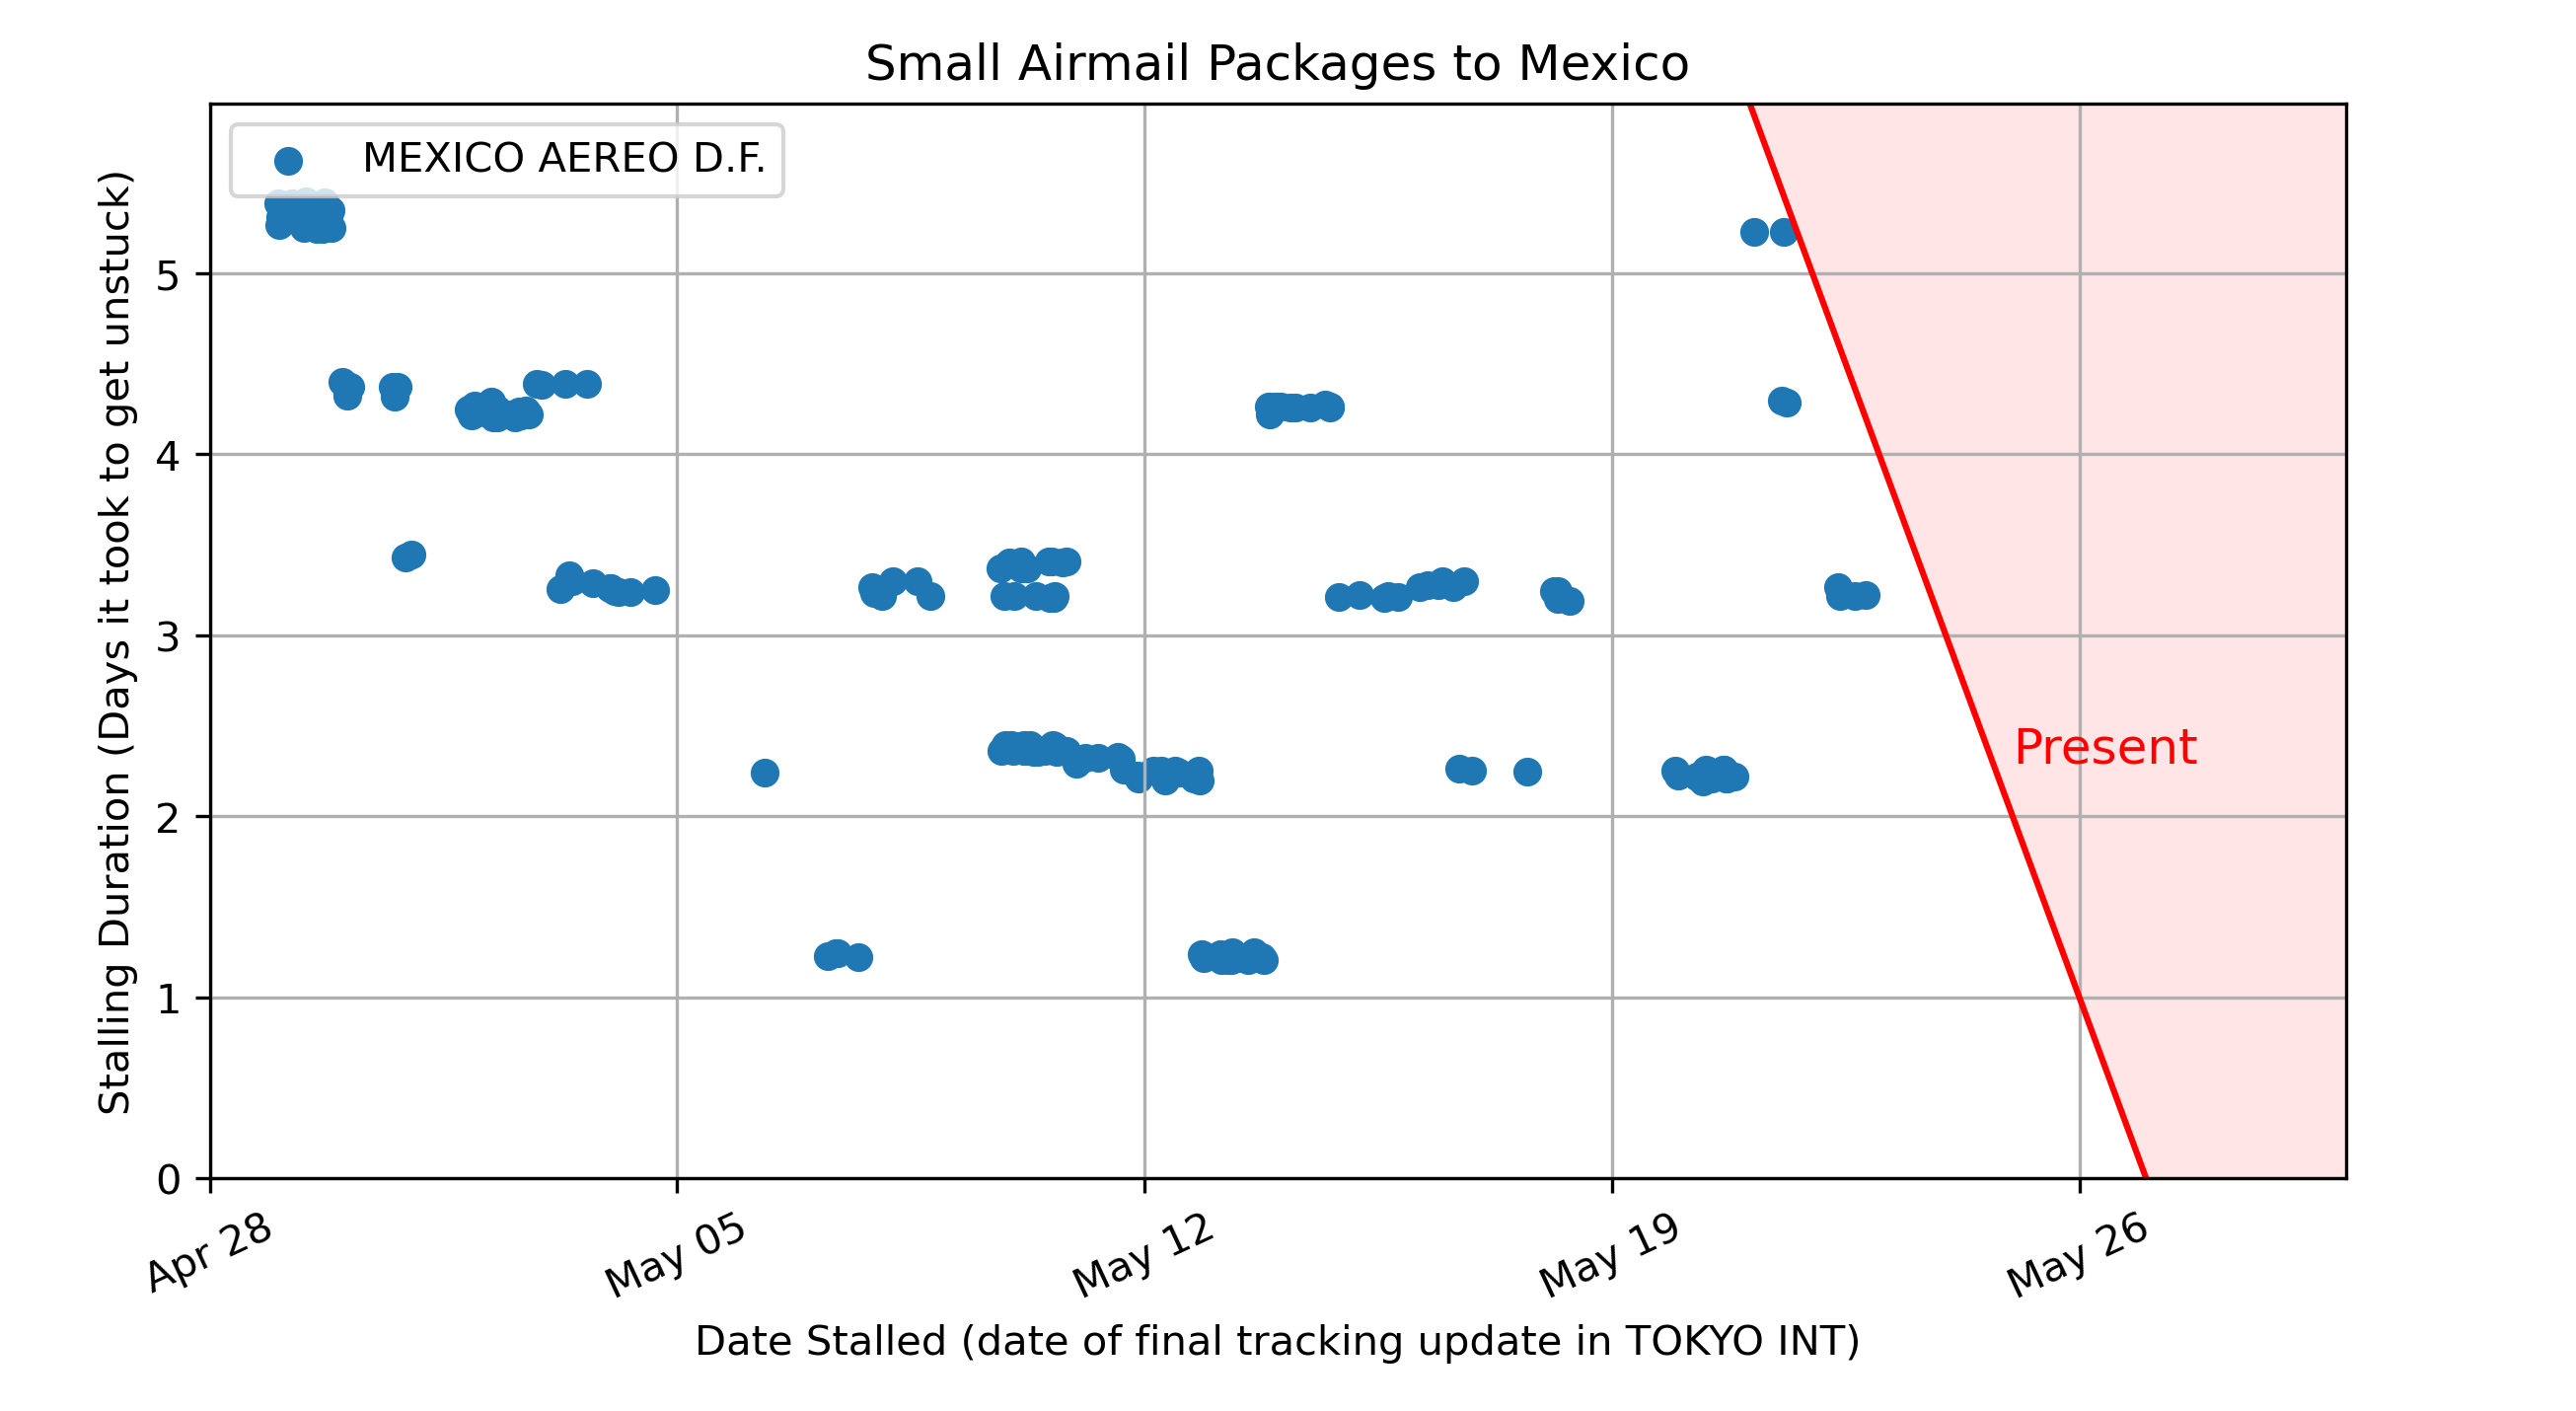 Small Airmail Packages to Mexico
MEXICO AEREO D.F.
Stalling Duration (Days it took to get unstuck)
5
4
3
2
1
0
Present
Apr 28
May 05
May 12
May 19
May 26
Date Stalled (date of final tracking update in TOKYO INT)